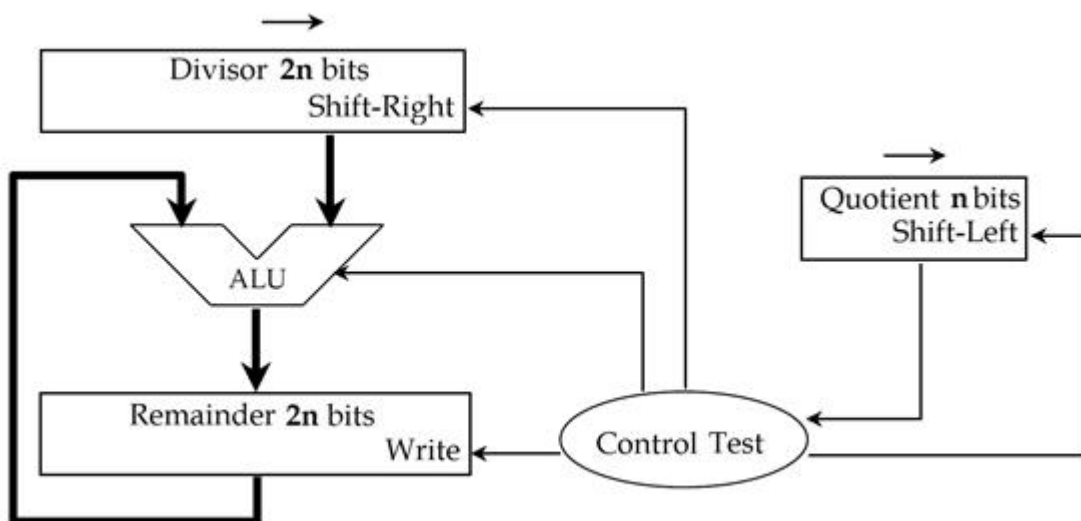 Divisor 2n bits
Shift-Right
Quotient n bits
Shift-Left
ALU
Remainder 2n bits
Write
Control Test